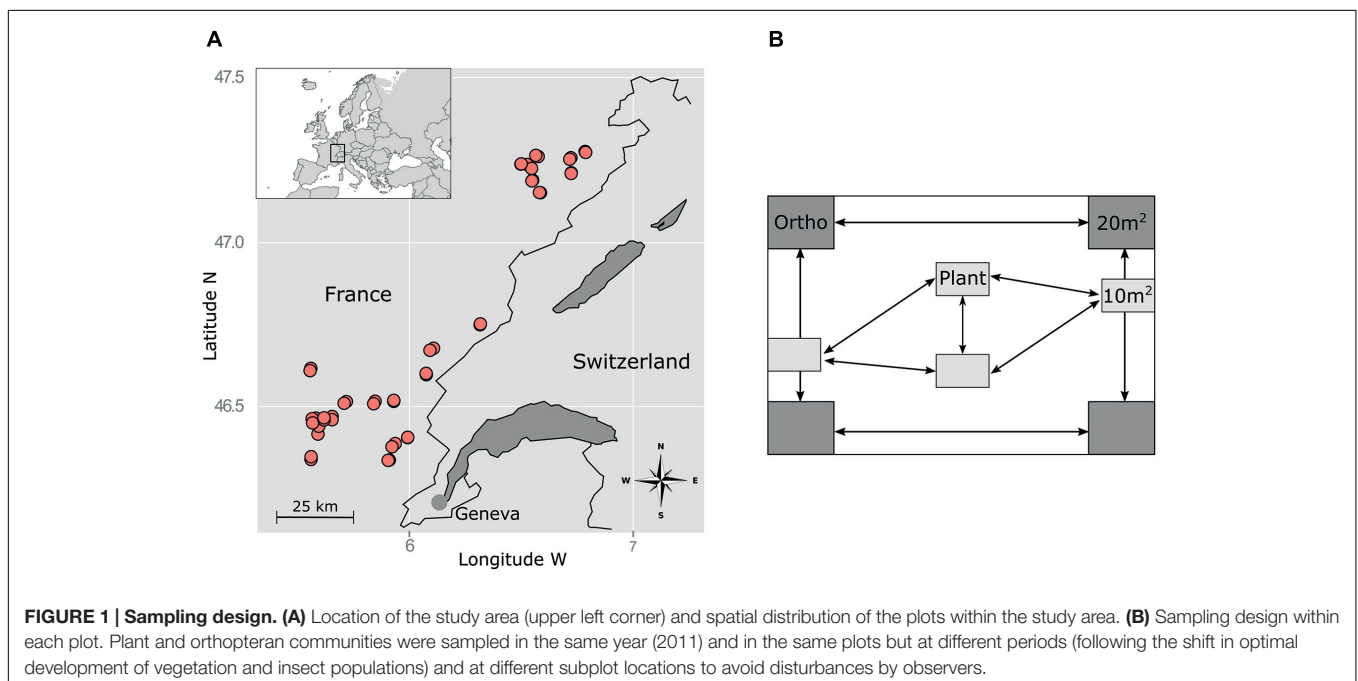 A
B
47.5
47.0
46.5
Latitude N
France
Switzerland
Geneva
25 km
N
W
E
S
6
7
Longitude W
Ortho
20m²
Plant
10m²
FIGURE 1 | Sampling design. (A) Location of the study area (upper left corner) and spatial distribution of the plots within the study area. (B) Sampling design within
each plot. Plant and orthopteran communities were sampled in the same year (2011) and in the same plots but at different periods (following the shift in optimal
development of vegetation and insect populations) and at different subplot locations to avoid disturbances by observers.